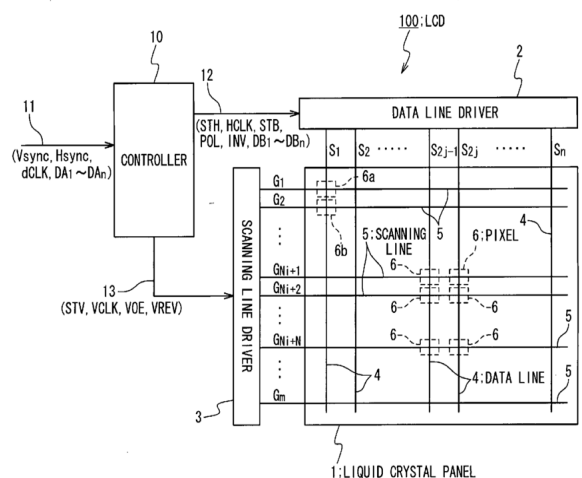 100:LCD
10
12
2
11
(STH, HCLK, STB,
POL, INV, DB1~DBn)
DATA LINE DRIVER
(Vsync, Hsync,
dCLK, DA1~DAn)
CONTROLLER
S1 S2 ····· S2j-1 S2j ····· Sn
G1
6a
G2
6b
5
4
5:SCANNING LINE
6:PIXEL
SCANNING LINE DRIVER
13
(STV, VCLK, VOE, VREV)
GNi+1
6
GNi+2
6
6
6
6
5
GNi+N
4
4:DATA LINE
5
Gm
3
1:LIQUID CRYSTAL PANEL